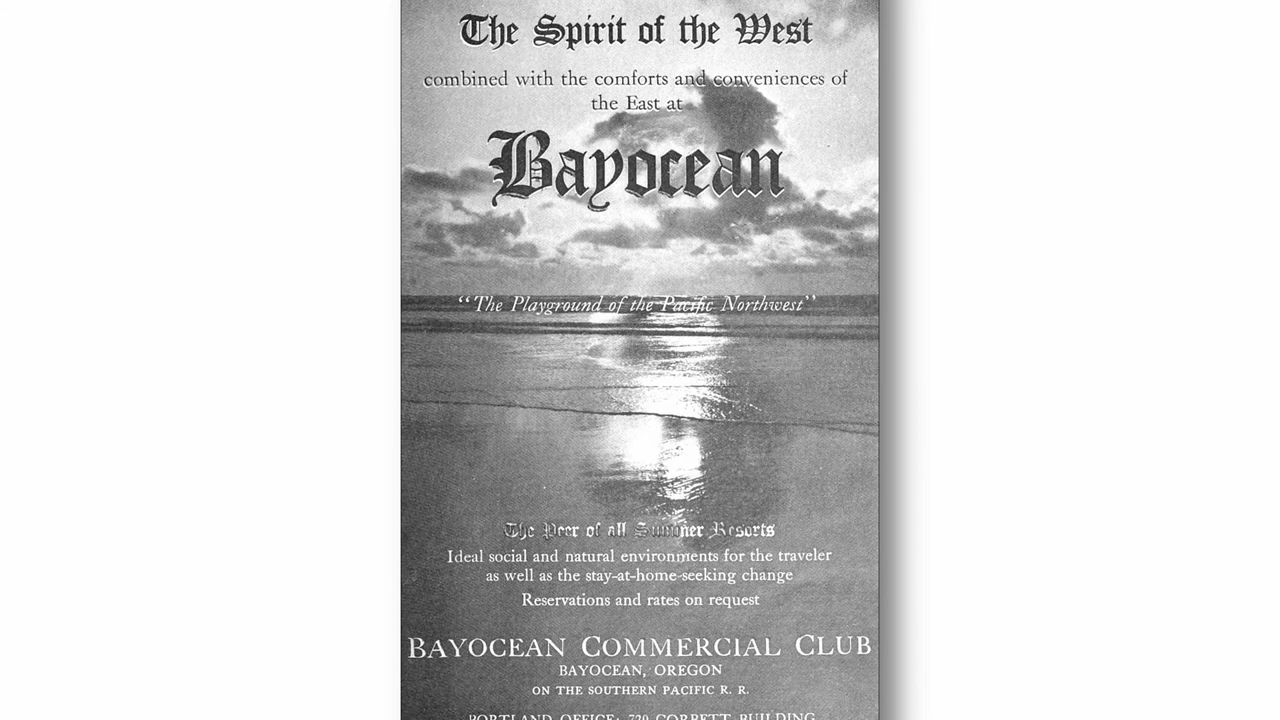 The Spirit of the West
combined with the comforts and conveniences of
the East at
Bayocean
“The Playground of the Pacific Northwest”
The Peer of all Summer Resorts
Ideal social and natural environments for the traveler
as well as the stay-at-home-seeking change
Reservations and rates on request
BAYOCEAN COMMERCIAL CLUB
BAYOCEAN, OREGON
ON THE SOUTHERN PACIFIC R. R.
PORTLAND OFFICE: 720 CORBETT BUILDING